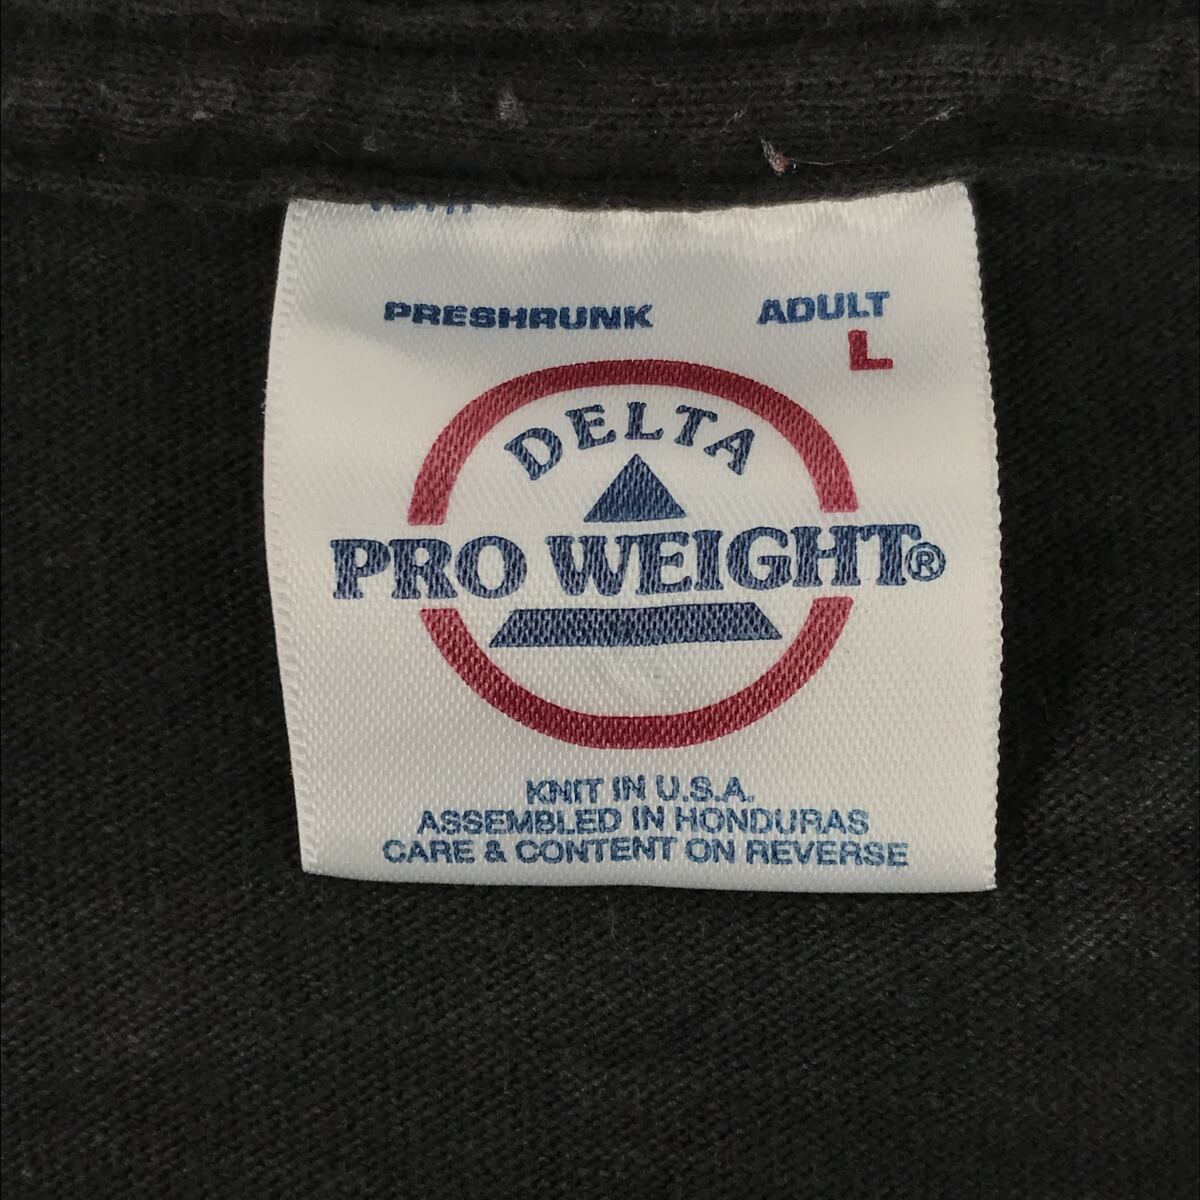 PRESHRUNK ADULT
L
DELTA
PRO WEIGHT®
KNIT IN U.S.A.
ASSEMBLED IN HONDURAS
CARE & CONTENT ON REVERSE